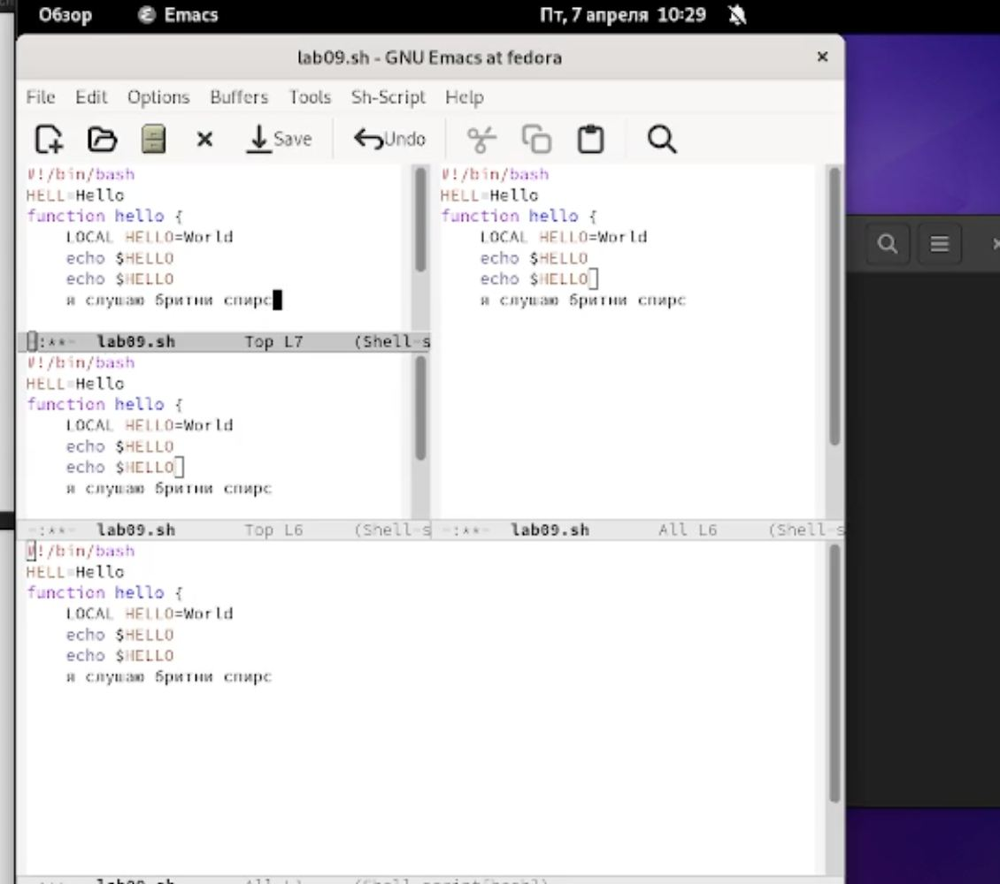 Обзор Emacs Пт, 7 апреля 10:29
lab09.sh - GNU Emacs at fedora
File Edit Options Buffers Tools Sh-Script Help
Save Undo
#!/bin/bash
HELL=Hello
function hello {
LOCAL HELLO=World
echo $HELLO
echo $HELLO
я слушаю бритни спирс
-:**- lab09.sh Top L7 (Shell-s
#!/bin/bash
HELL=Hello
function hello {
LOCAL HELLO=World
echo $HELLO
echo $HELLO
я слушаю бритни спирс
-:**- lab09.sh Top L6 (Shell-s
#!/bin/bash
HELL=Hello
function hello {
LOCAL HELLO=World
echo $HELLO
echo $HELLO
я слушаю бритни спирс
-:**- lab09.sh All L6 (Shell-s
#!/bin/bash
HELL=Hello
function hello {
LOCAL HELLO=World
echo $HELLO
echo $HELLO
я слушаю бритни спирс
lab09.sh All